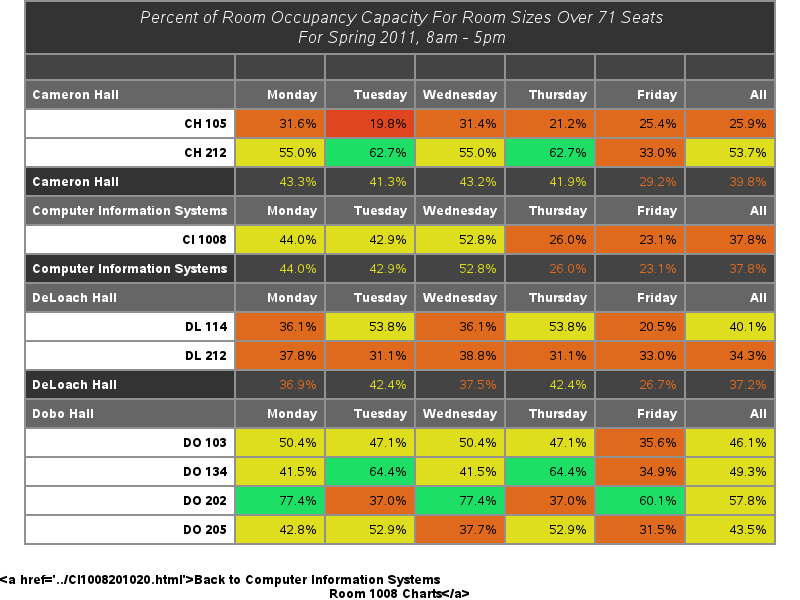 Percent of Room Occupancy Capacity For Room Sizes Over 71 Seats
For Spring 2011, 8am - 5pm
Cameron Hall Monday Tuesday Wednesday Thursday Friday All
CH 105 31.6% 19.8% 31.4% 21.2% 25.4% 25.9%
CH 212 55.0% 62.7% 55.0% 62.7% 33.0% 53.7%
Cameron Hall 43.3% 41.3% 43.2% 41.9% 29.2% 39.8%
Computer Information Systems Monday Tuesday Wednesday Thursday Friday All
CI 1008 44.0% 42.9% 52.8% 26.0% 23.1% 37.8%
Computer Information Systems 44.0% 42.9% 52.8% 26.0% 23.1% 37.8%
DeLoach Hall Monday Tuesday Wednesday Thursday Friday All
DL 114 36.1% 53.8% 36.1% 53.8% 20.5% 40.1%
DL 212 37.8% 31.1% 38.8% 31.1% 33.0% 34.3%
DeLoach Hall 36.9% 42.4% 37.5% 42.4% 26.7% 37.2%
Dobo Hall Monday Tuesday Wednesday Thursday Friday All
DO 103 50.4% 47.1% 50.4% 47.1% 35.6% 46.1%
DO 134 41.5% 64.4% 41.5% 64.4% 34.9% 49.3%
DO 202 77.4% 37.0% 77.4% 37.0% 60.1% 57.8%
DO 205 42.8% 52.9% 37.7% 52.9% 31.5% 43.5%
<a href='../CI1008201020.html'>Back to Computer Information Systems
Room 1008 Charts</a>